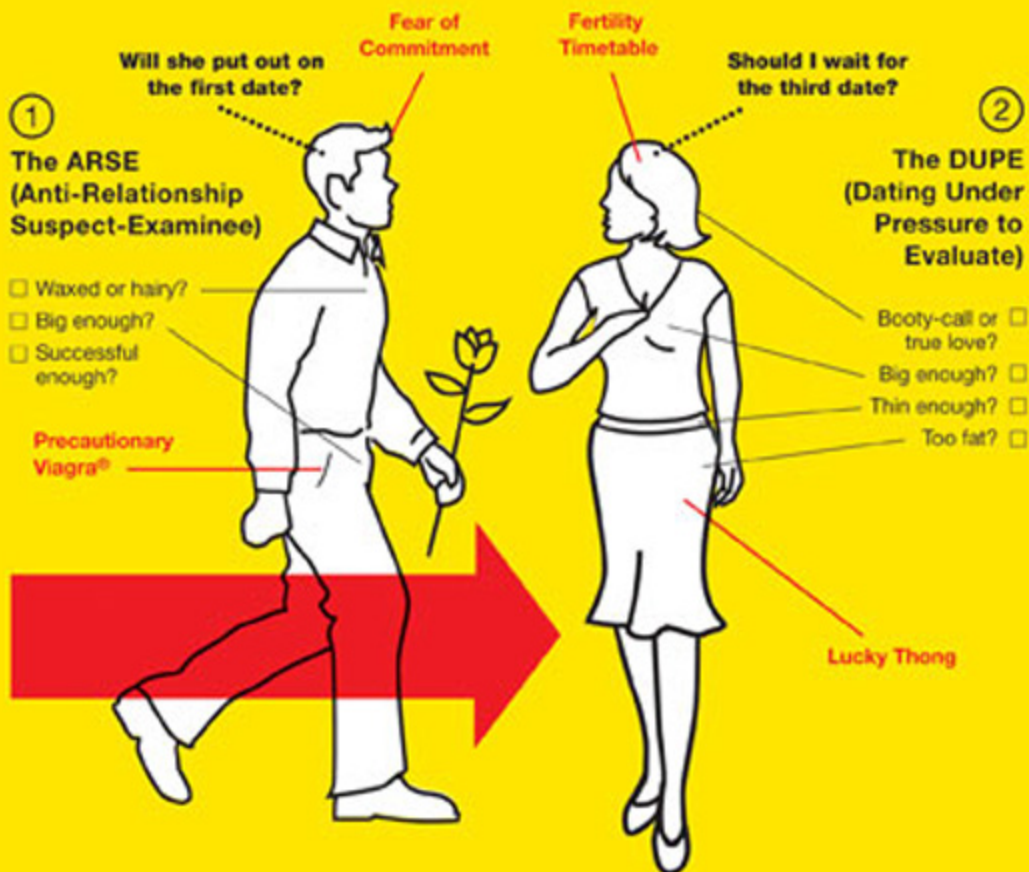 Fear of
Commitment
Fertility
Timetable
Will she put out on
the first date?
Should I wait for
the third date?
1
The ARSE
(Anti-Relationship
Suspect-Examinee)
☐ Waxed or hairy?
☐ Big enough?
☐ Successful
enough?
Precautionary
Viagra®
2
The DUPE
(Dating Under
Pressure to
Evaluate)
Booty-call or ☐
true love?
Big enough? ☐
Thin enough? ☐
Too fat? ☐
Lucky Thong